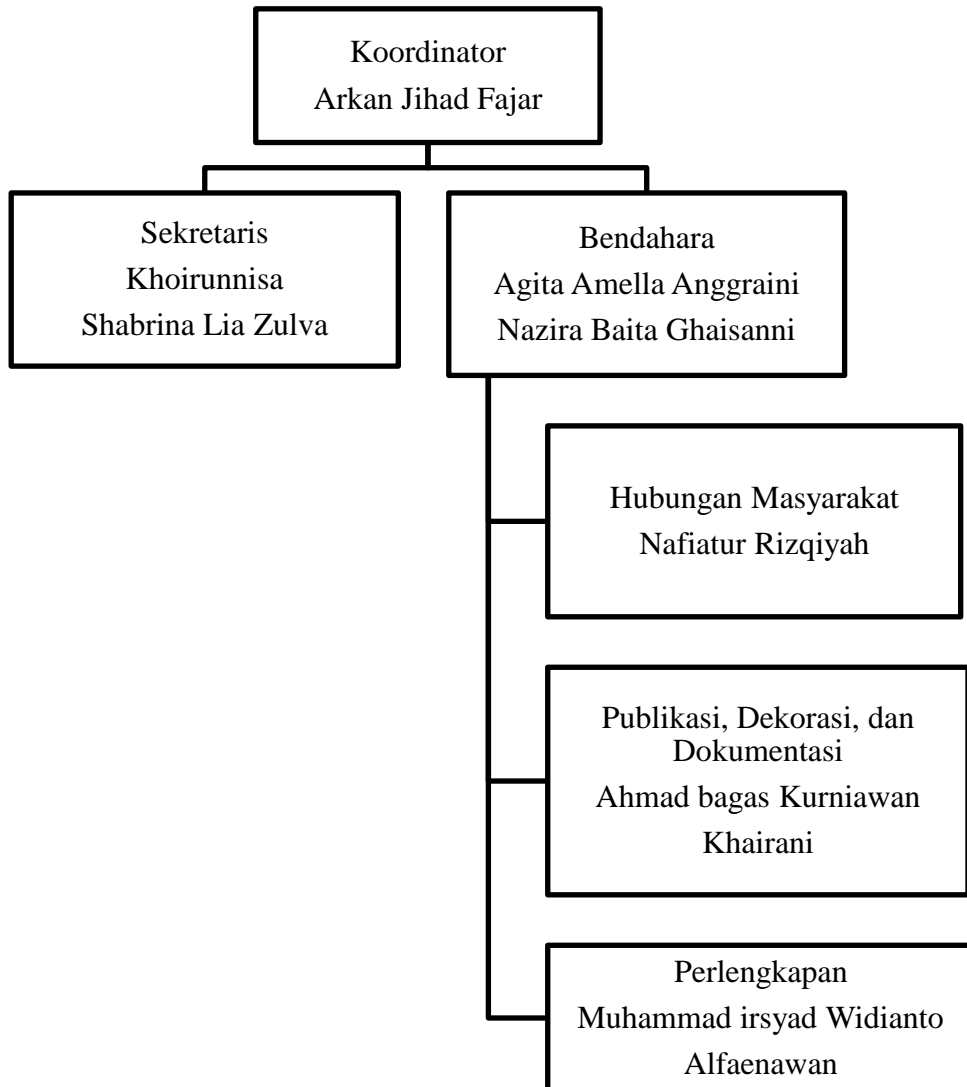 Koordinator
Arkan Jihad Fajar
Sekretaris
Khoirunnisa
Shabrina Lia Zulva
Bendahara
Agita Amella Anggraini
Nazira Baita Ghaisanni
Hubungan Masyarakat
Nafiatur Rizqiyah
Publikasi, Dekorasi, dan
Dokumentasi
Ahmad bagas Kurniawan
Khairani
Perlengkapan
Muhammad irsyad Widianto
Alfaenawan